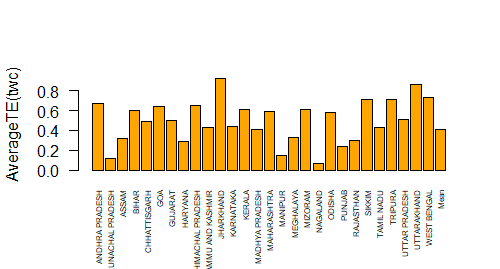 AverageTE(twc)
0.8
0.6
0.4
0.2
0.0
ANDHRA PRADESH
UNACHAL PRADESH
ASSAM
BIHAR
CHHATTISGARH
GOA
GUJARAT
HARYANA
HIMACHAL PRADESH
AMMU AND KASHMIR
JHARKHAND
KARNATAKA
KERALA
MADHYA PRADESH
MAHARASHTRA
MANIPUR
MEGHALAYA
MIZORAM
NAGALAND
ODISHA
PUNJAB
RAJASTHAN
SIKKIM
TAMIL NADU
TRIPURA
UTTAR PRADESH
UTTARAKHAND
WEST BENGAL
Mean